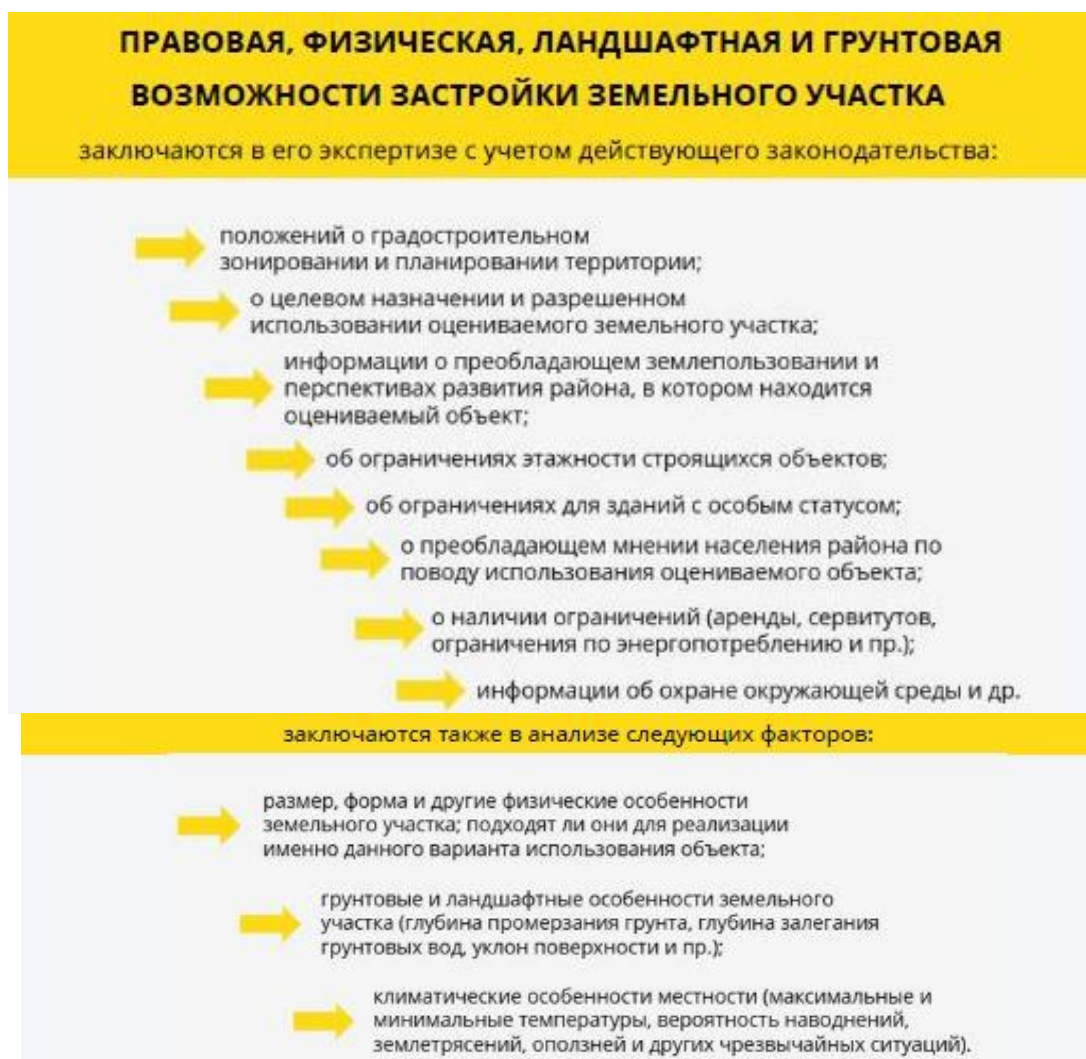 ПРАВОВАЯ, ФИЗИЧЕСКАЯ, ЛАНДШАФТНАЯ И ГРУНТОВАЯ
ВОЗМОЖНОСТИ ЗАСТРОЙКИ ЗЕМЕЛЬНОГО УЧАСТКА
заключаются в его экспертизе с учетом действующего законодательства:
положений о градостроительном
зонировании и планировании территории;
о целевом назначении и разрешенном
использовании оцениваемого земельного участка;
информации о преобладающем землепользовании и
перспективах развития района, в котором находится
оцениваемый объект;
об ограничениях этажности строящихся объектов;
об ограничениях для зданий с особым статусом;
о преобладающем мнении населения района по
поводу использования оцениваемого объекта;
о наличии ограничений (аренды, сервитутов,
ограничения по энергопотреблению и пр.);
информации об охране окружающей среды и др.
заключаются также в анализе следующих факторов:
размер, форма и другие физические особенности
земельного участка; подходят ли они для реализации
именно данного варианта использования объекта;
грунтовые и ландшафтные особенности земельного
участка (глубина промерзания грунта, глубина залегания
грунтовых вод, уклон поверхности и пр.);
климатические особенности местности (максимальные и
минимальные температуры, вероятность наводнений,
землетрясений, оползней и других чрезвычайных ситуаций).